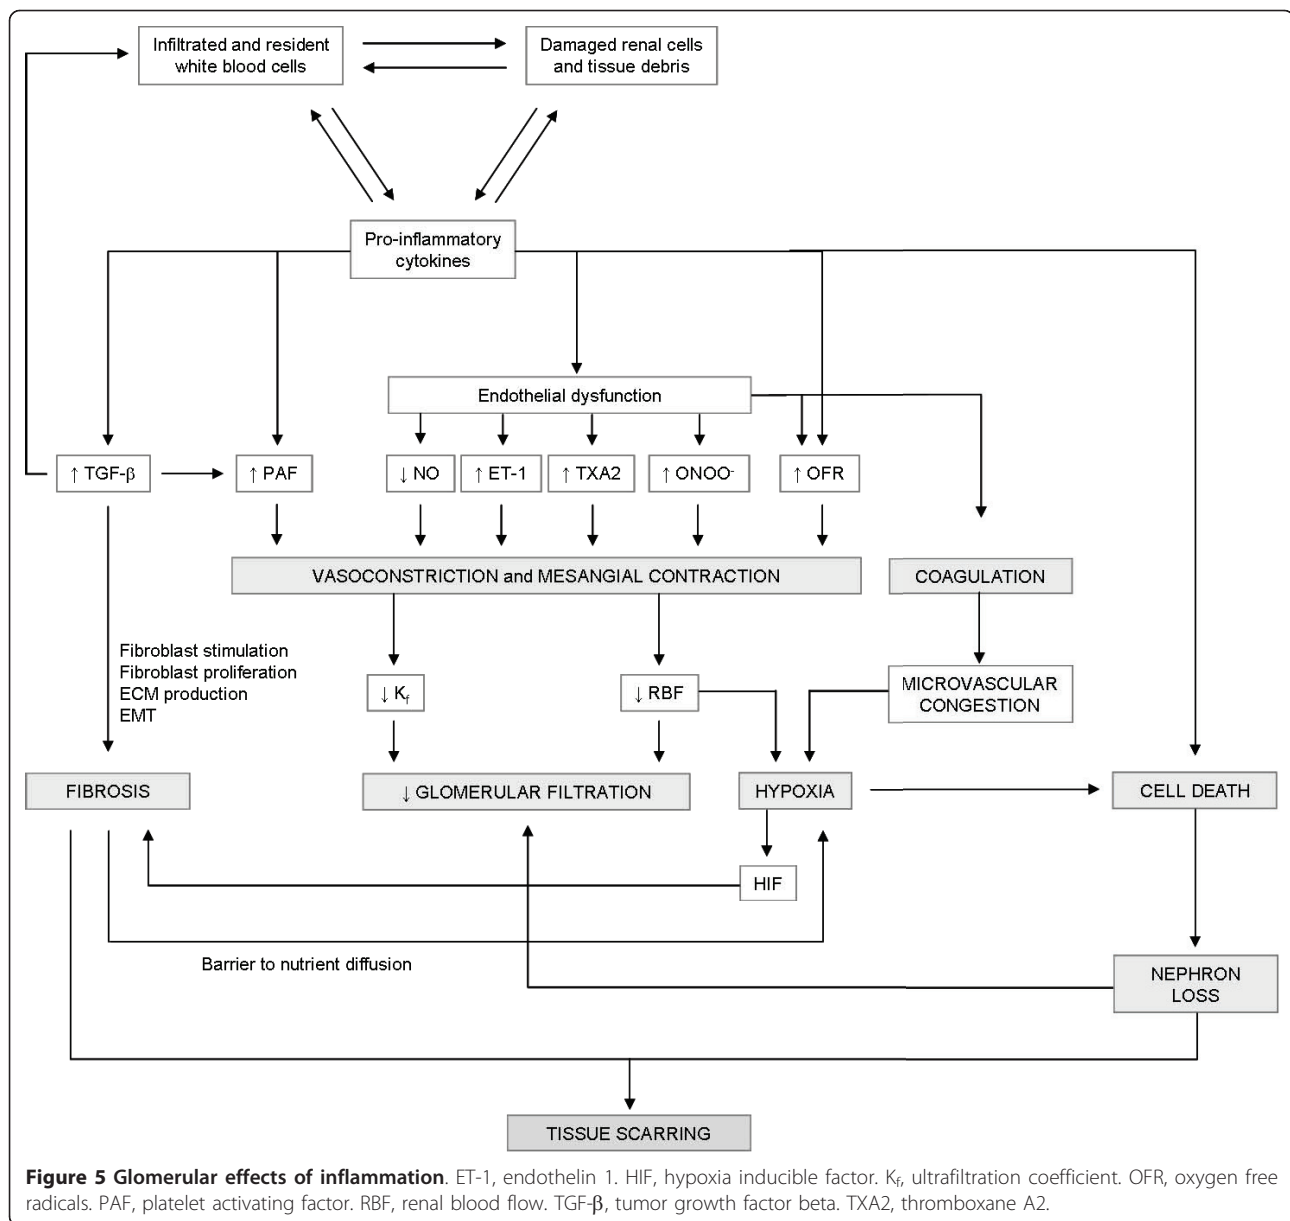 Infiltrated and resident
white blood cells
Damaged renal cells
and tissue debris
Pro-inflammatory
cytokines
Endothelial dysfunction
↑ TGF-β
↑ PAF
↓ NO
↑ ET-1
↑ TXA2
↑ ONOO⁻
↑ OFR
VASOCONSTRICTION and MESANGIAL CONTRACTION
COAGULATION
Fibroblast stimulation
Fibroblast proliferation
ECM production
EMT
↓ Kf
↓ RBF
MICROVASCULAR
CONGESTION
FIBROSIS
↓ GLOMERULAR FILTRATION
HYPOXIA
CELL DEATH
HIF
Barrier to nutrient diffusion
NEPHRON
LOSS
TISSUE SCARRING
Figure 5 Glomerular effects of inflammation. ET-1, endothelin 1. HIF, hypoxia inducible factor. Kf, ultrafiltration coefficient. OFR, oxygen free
radicals. PAF, platelet activating factor. RBF, renal blood flow. TGF-β, tumor growth factor beta. TXA2, thromboxane A2.